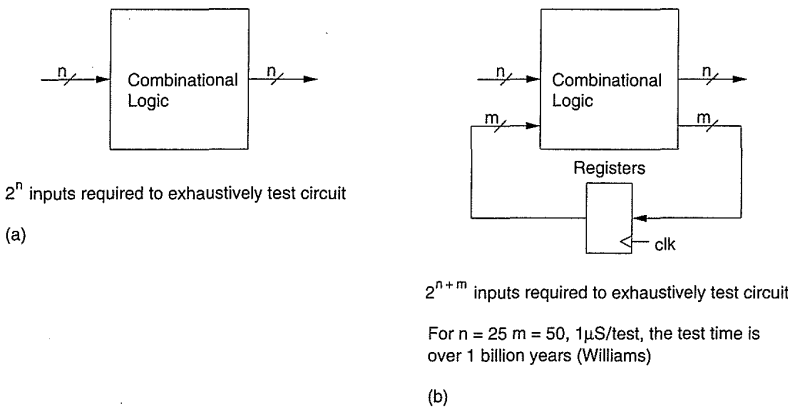 n
Combinational
Logic
n
2^n inputs required to exhaustively test circuit
(a)
n
Combinational
Logic
n
m
m
Registers
clk
2^{n+m} inputs required to exhaustively test circuit
For n = 25 m = 50, 1μS/test, the test time is
over 1 billion years (Williams)
(b)